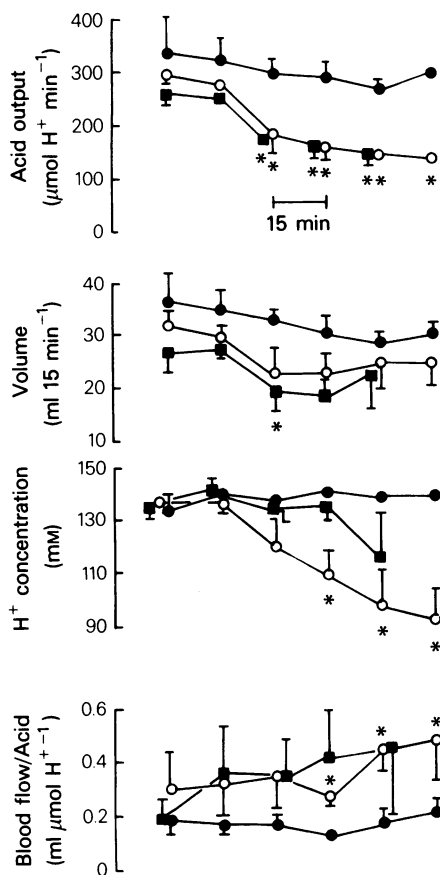 Acid output
(μmol H⁺ min⁻¹)
400
300
200
100
0
* * * * * * *
15 min
Volume
(ml 15 min⁻¹)
40
30
20
10
*
H⁺ concentration
(mM)
150
130
110
90
* * *
Blood flow/Acid
(ml μmol H⁺⁻¹)
0.6
0.4
0.2
0
* * *